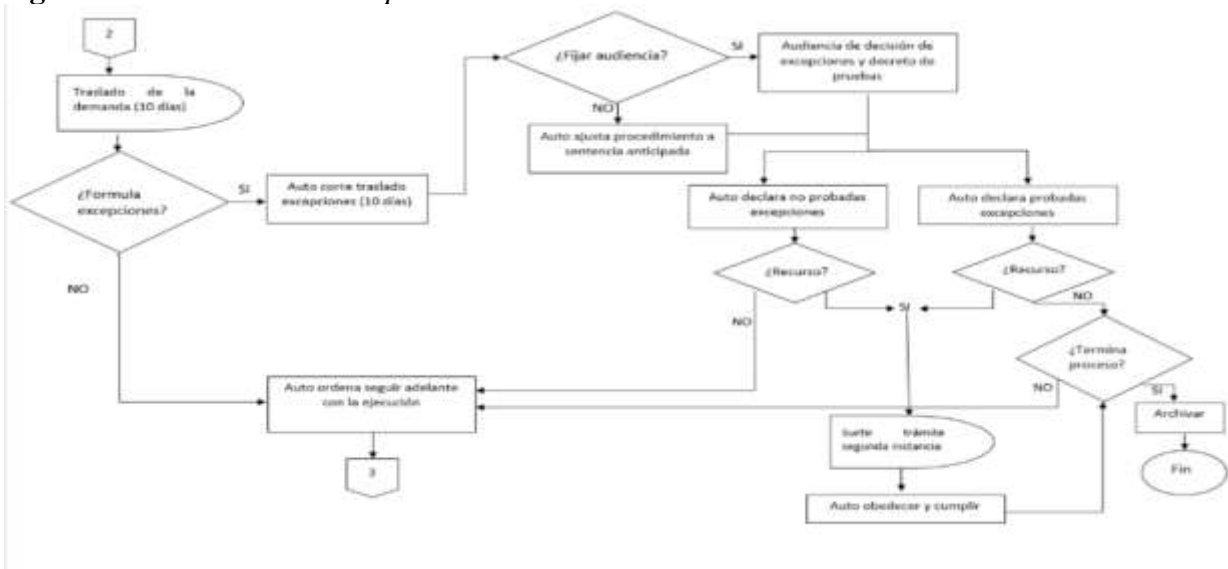 2
Traslado de la
demanda (10 días)
¿Formula
excepciones?
SI
NO
Auto corre traslado
excepciones (10 días)
¿Fijar audiencia?
SI
NO
Audiencia de decisión de
excepciones y decreto de
pruebas
Auto ajusta procedimiento a
sentencia anticipada
Auto declara no probadas
excepciones
Auto declara probadas
excepciones
¿Recurso?
¿Recurso?
NO
SI
NO
¿Termina
proceso?
NO
SI
Archivar
Fin
Auto ordena seguir adelante
con la ejecución
3
Surte trámite
segunda instancia
Auto obedecer y cumplir